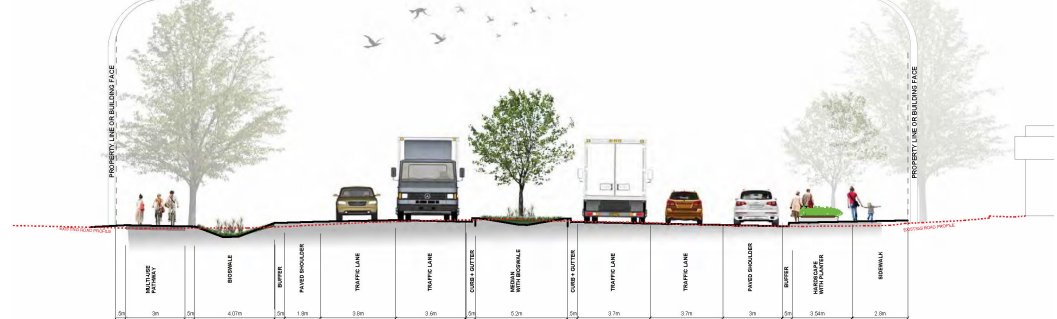 PROPERTY LINE OR BUILDING FACE
PROPERTY LINE OR BUILDING FACE
EXISTING ROAD PROFILE
EXISTING ROAD PROFILE
MULTI-USE
PATHWAY
BIOSWALE
BUFFER
PAVED SHOULDER
TRAFFIC LANE
TRAFFIC LANE
CURB + GUTTER
MEDIAN
WITH BIOSWALE
CURB + GUTTER
TRAFFIC LANE
TRAFFIC LANE
PAVED SHOULDER
BUFFER
HARDSCAPE
WITH PLANTER
SIDEWALK
.5m 3m .5m 4.07m .5m 1.8m 3.8m 3.6m .5m 5.2m .5m 3.7m 3.7m 3m .5m 3.54m 2.8m